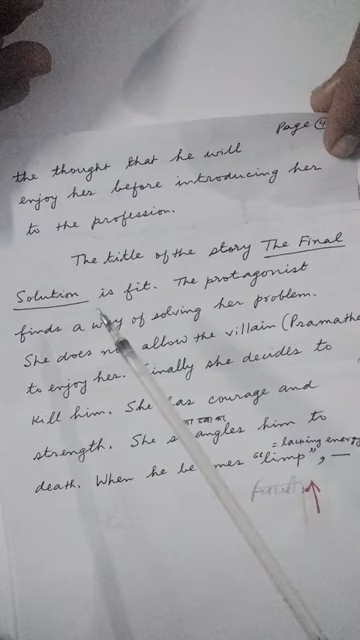 Page 4
the thought that he will
enjoy her before introducing her
to the profession.
The title of the story The Final
Solution is fit. The protagonist
finds a way of solving her problem.
She does not allow the villain (Pramatha
to enjoy her. Finally she decides to
kill him. She has courage and
strength. She strangles him to
= lacking energy
death. When he becomes "limp", —